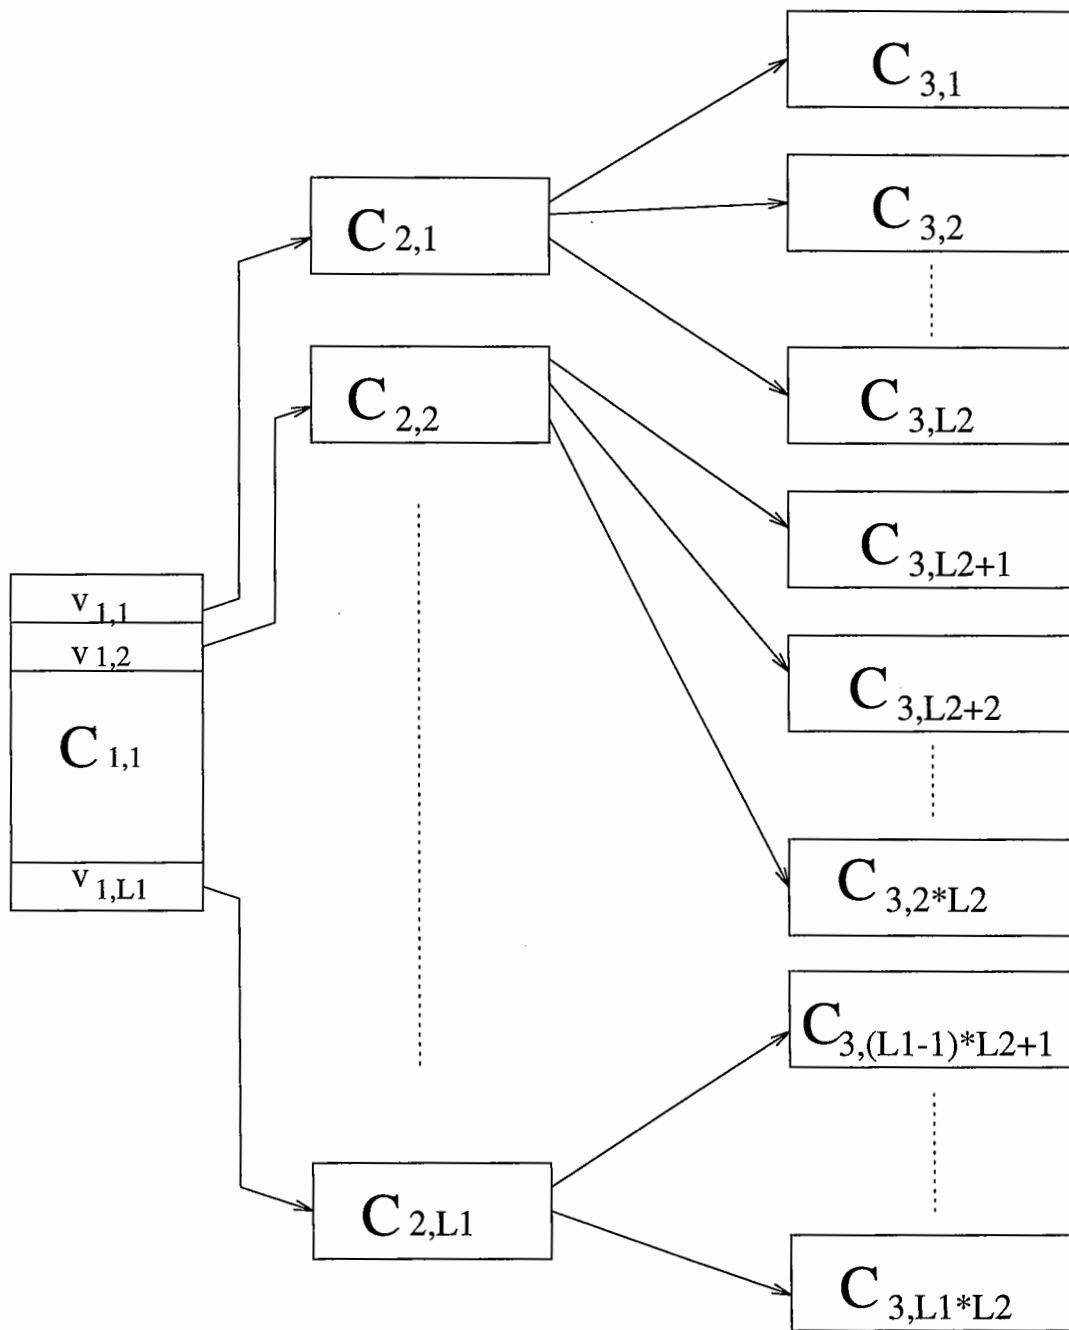 C 3,1
C 3,2
C 2,1
C 3,L2
C 2,2
C 3,L2+1
v 1,1
v 1,2
C 3,L2+2
C 1,1
v 1,L1
C 3,2*L2
C 3,(L1-1)*L2+1
C 2,L1
C 3,L1*L2